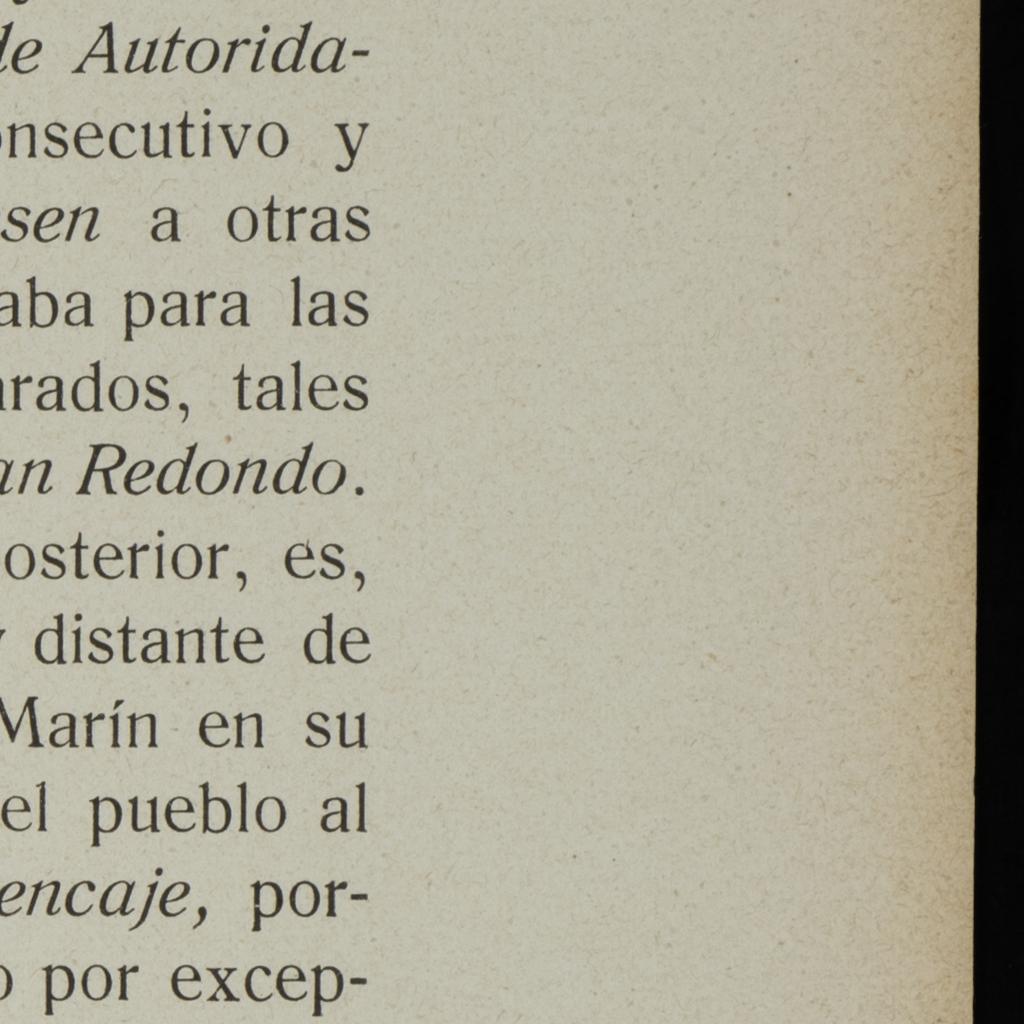 de Autorida-
onsecutivo y
sen a otras
aba para las
rados, tales
an Redondo.
osterior, es,
distante de
Marín en su
el pueblo al
encaje, por-
o por excep-